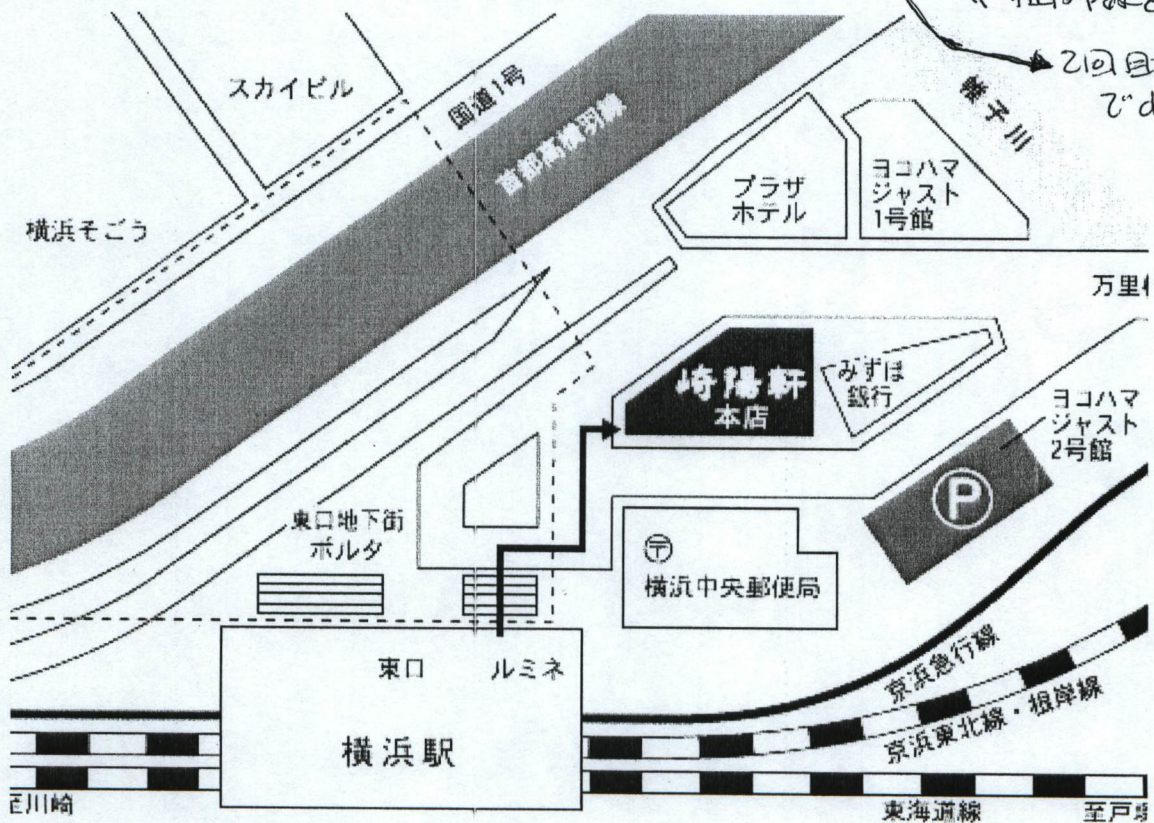 2回目
スカイビル
国道1号
首都高横羽線
帷子川
横浜そごう
プラザ
ホテル
ヨコハマ
ジャスト
1号館
万里
崎陽軒
本店
みずほ
銀行
ヨコハマ
ジャスト
2号館
P
東口地下街
ポルタ
〒
横浜中央郵便局
東口
ルミネ
横浜駅
京浜急行線
京浜東北線・根岸線
至川崎
東海道線
至戸塚